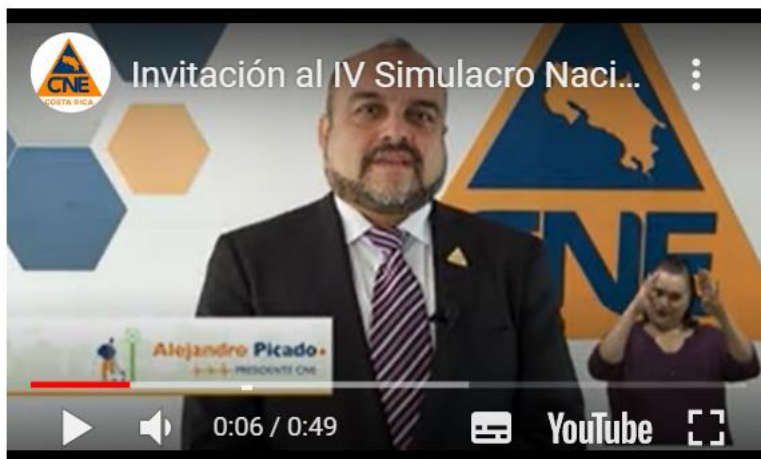 CNE
COSTA RICA
Invitación al IV Simulacro Naci...
CNE
Alejandro Picado
PRESIDENTE CNE
0:06 / 0:49
YouTube